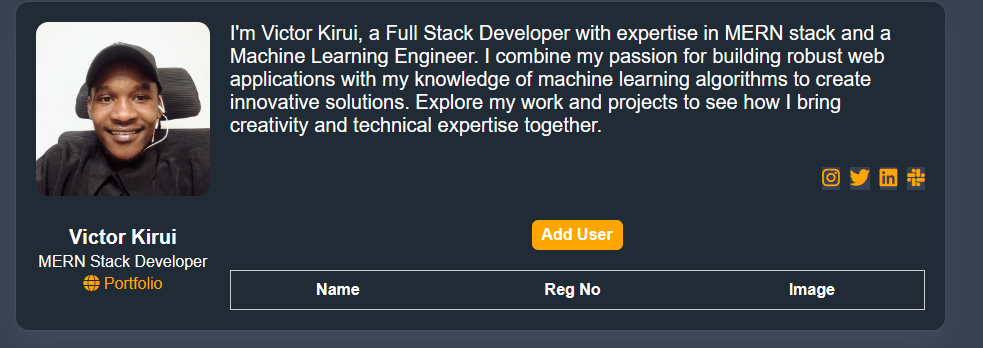 I'm Victor Kirui, a Full Stack Developer with expertise in MERN stack and a
Machine Learning Engineer. I combine my passion for building robust web
applications with my knowledge of machine learning algorithms to create
innovative solutions. Explore my work and projects to see how I bring
creativity and technical expertise together.
Victor Kirui
MERN Stack Developer
Portfolio
Add User
Name Reg No Image